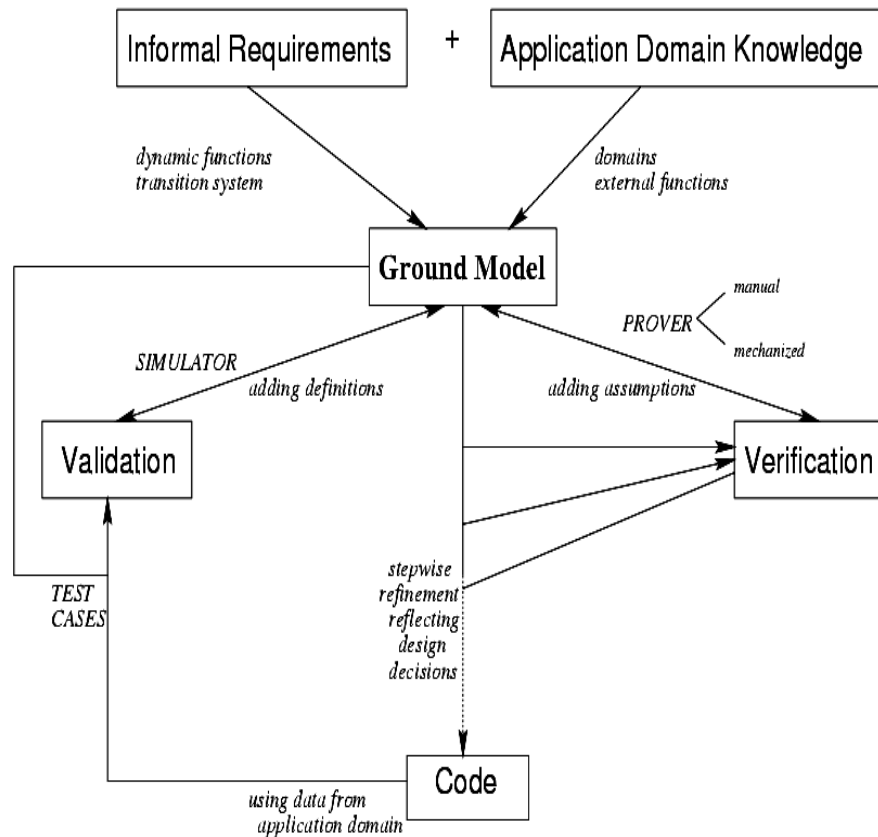 Informal Requirements
+
Application Domain Knowledge
dynamic functions
transition system
domains
external functions
Ground Model
manual
PROVER
mechanized
SIMULATOR
adding definitions
adding assumptions
Validation
Verification
stepwise
refinement
reflecting
design
decisions
TEST
CASES
Code
using data from
application domain